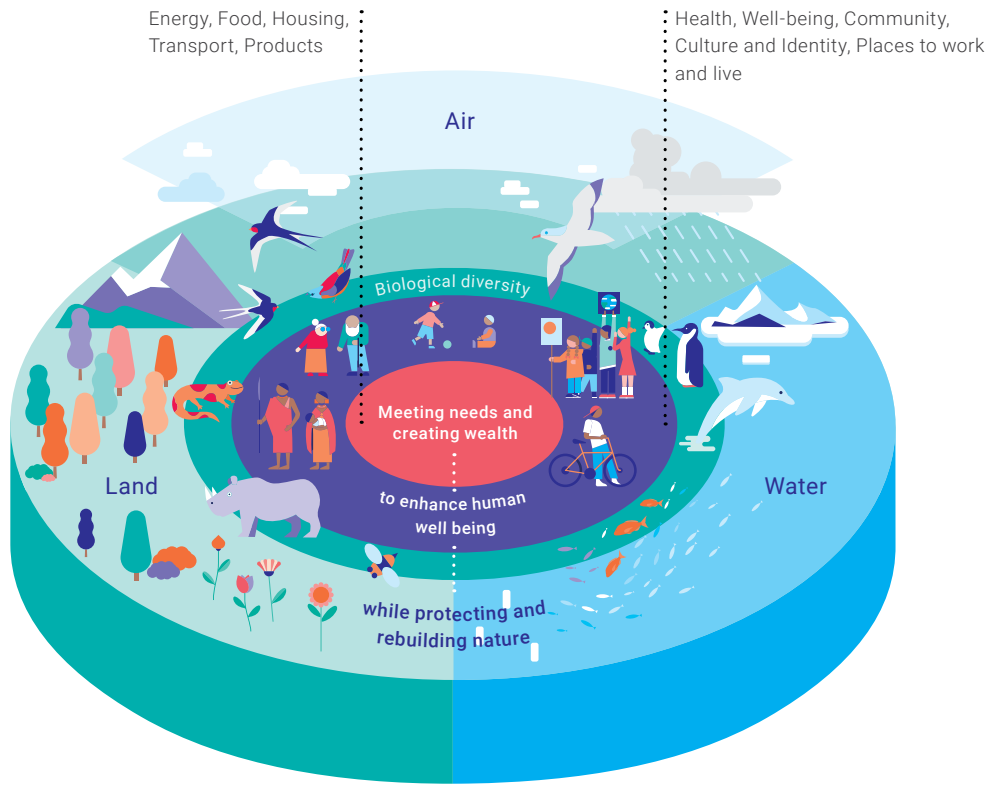 Energy, Food, Housing,
Transport, Products
Health, Well-being, Community,
Culture and Identity, Places to work
and live
Air
Biological diversity
Meeting needs and
creating wealth
Land
Water
to enhance human
well being
while protecting and
rebuilding nature